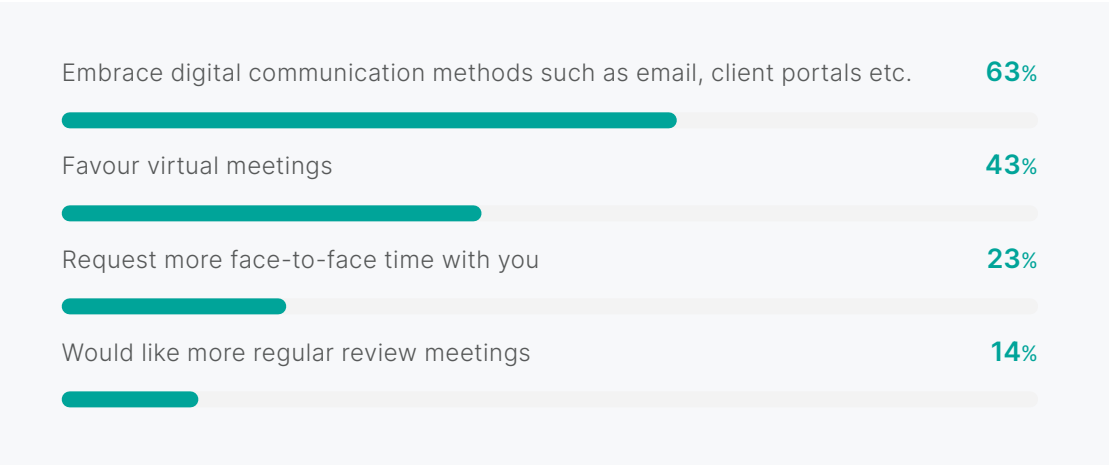 Embrace digital communication methods such as email, client portals etc. 63%
Favour virtual meetings 43%
Request more face-to-face time with you 23%
Would like more regular review meetings 14%